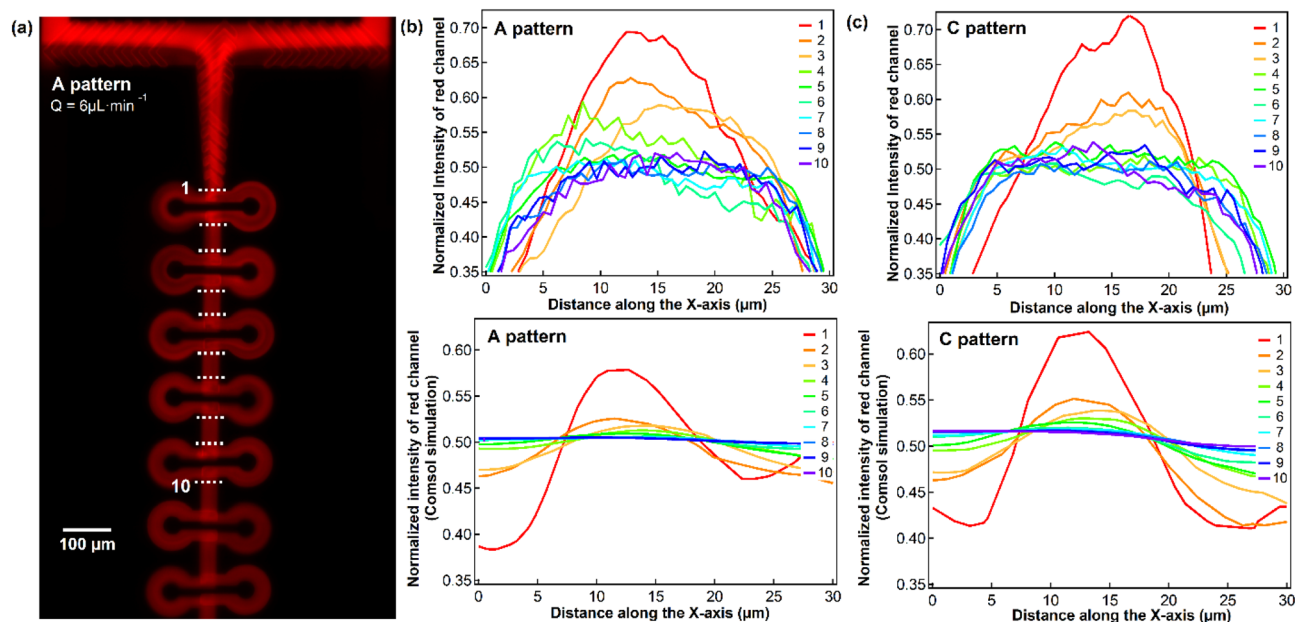 (a)
A pattern
Q = 6µL·min⁻¹
1
10
100 µm
(b)
A pattern
Normalized intensity of red channel
0.70
0.65
0.60
0.55
0.50
0.45
0.40
0.35
0 5 10 15 20 25 30
Distance along the X-axis (µm)
1
2
3
4
5
6
7
8
9
10
A pattern
Normalized intensity of red channel
(Comsol simulation)
0.60
0.55
0.50
0.45
0.40
0.35
0 5 10 15 20 25 30
Distance along the X-axis (µm)
1
2
3
4
5
6
7
8
9
10
(c)
C pattern
Normalized Intensity of red channel
0.70
0.65
0.60
0.55
0.50
0.45
0.40
0.35
0 5 10 15 20 25 30
Distance along the X-axis (µm)
1
2
3
4
5
6
7
8
9
10
C pattern
Normalized intensity of red channel
(Comsol simulation)
0.60
0.55
0.50
0.45
0.40
0.35
0 5 10 15 20 25 30
Distance along the X-axis (µm)
1
2
3
4
5
6
7
8
9
10